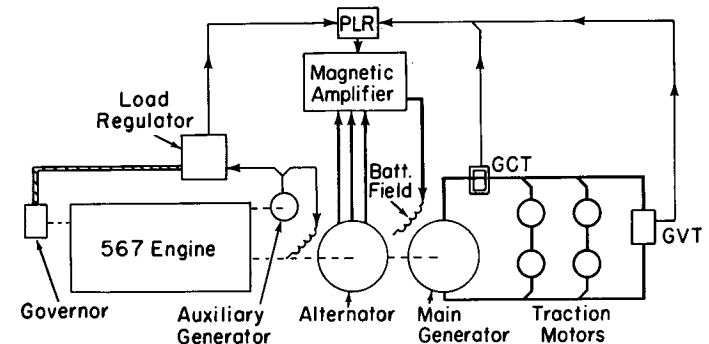 PLR
Magnetic
Amplifier
Load
Regulator
Batt.
Field
GCT
GVT
567 Engine
Governor
Auxiliary
Generator
Alternator
Main
Generator
Traction
Motors